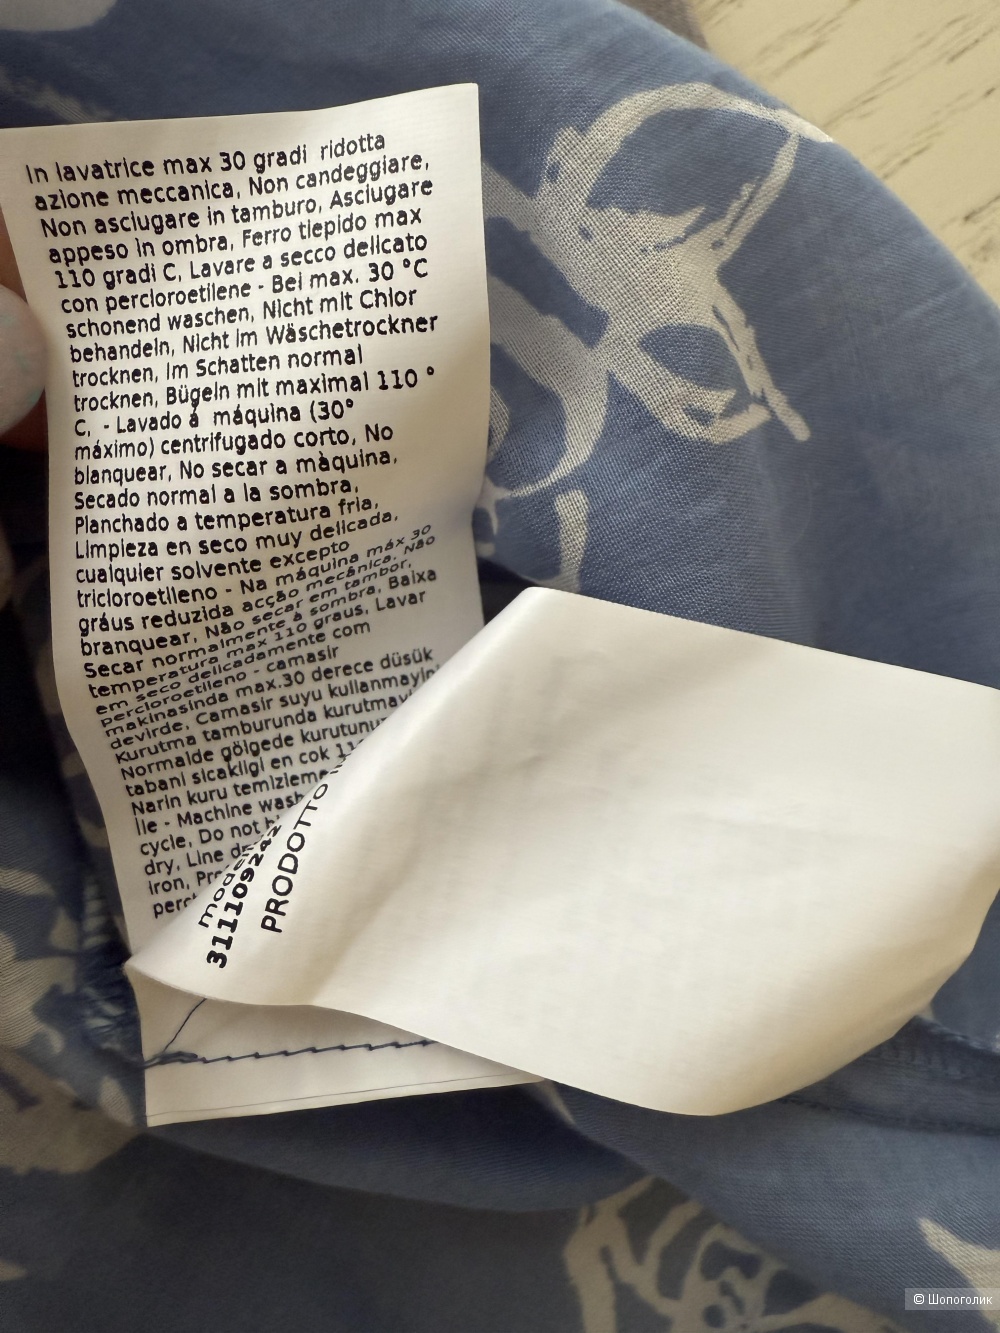 In lavatrice max 30 gradi ridotta
azione meccanica, Non candeggiare,
Non asciugare in tamburo, Asciugare
appeso in ombra, Ferro tiepido max
110 gradi C, Lavare a secco delicato
con percloroetilene - Bei max. 30 °C
schonend waschen, Nicht mit Chlor
behandeln, Nicht im Wäschetrockner
trocknen, Im Schatten normal
trocknen, Bügeln mit maximal 110 °
C, - Lavado á máquina (30°
máximo) centrifugado corto, No
blanquear, No secar a màquina,
Secado normal a la sombra,
Planchado a temperatura fria,
Limpieza en seco muy delicada,
cualquier solvente excepto
tricloroetileno - Na máquina máx 30
gráus reduzida acção mecânica, Não
branquear, Não secar em tambor,
Secar normalmente à sombra, Baixa
temperatura max 110 graus, Lavar
em seco delicadamente com
percloroetileno - camasir
makinasinda max.30 derece düsük
devirde, Camasir suyu kullanmayin
Kurutma tamburunda
Normalde gölgede
tabani sicakligi en cok
Narin kuru
ile - Machine wash
cycle, Do not
dry, Line
iron,
311109242
PRODOTTO
© Шопоголик